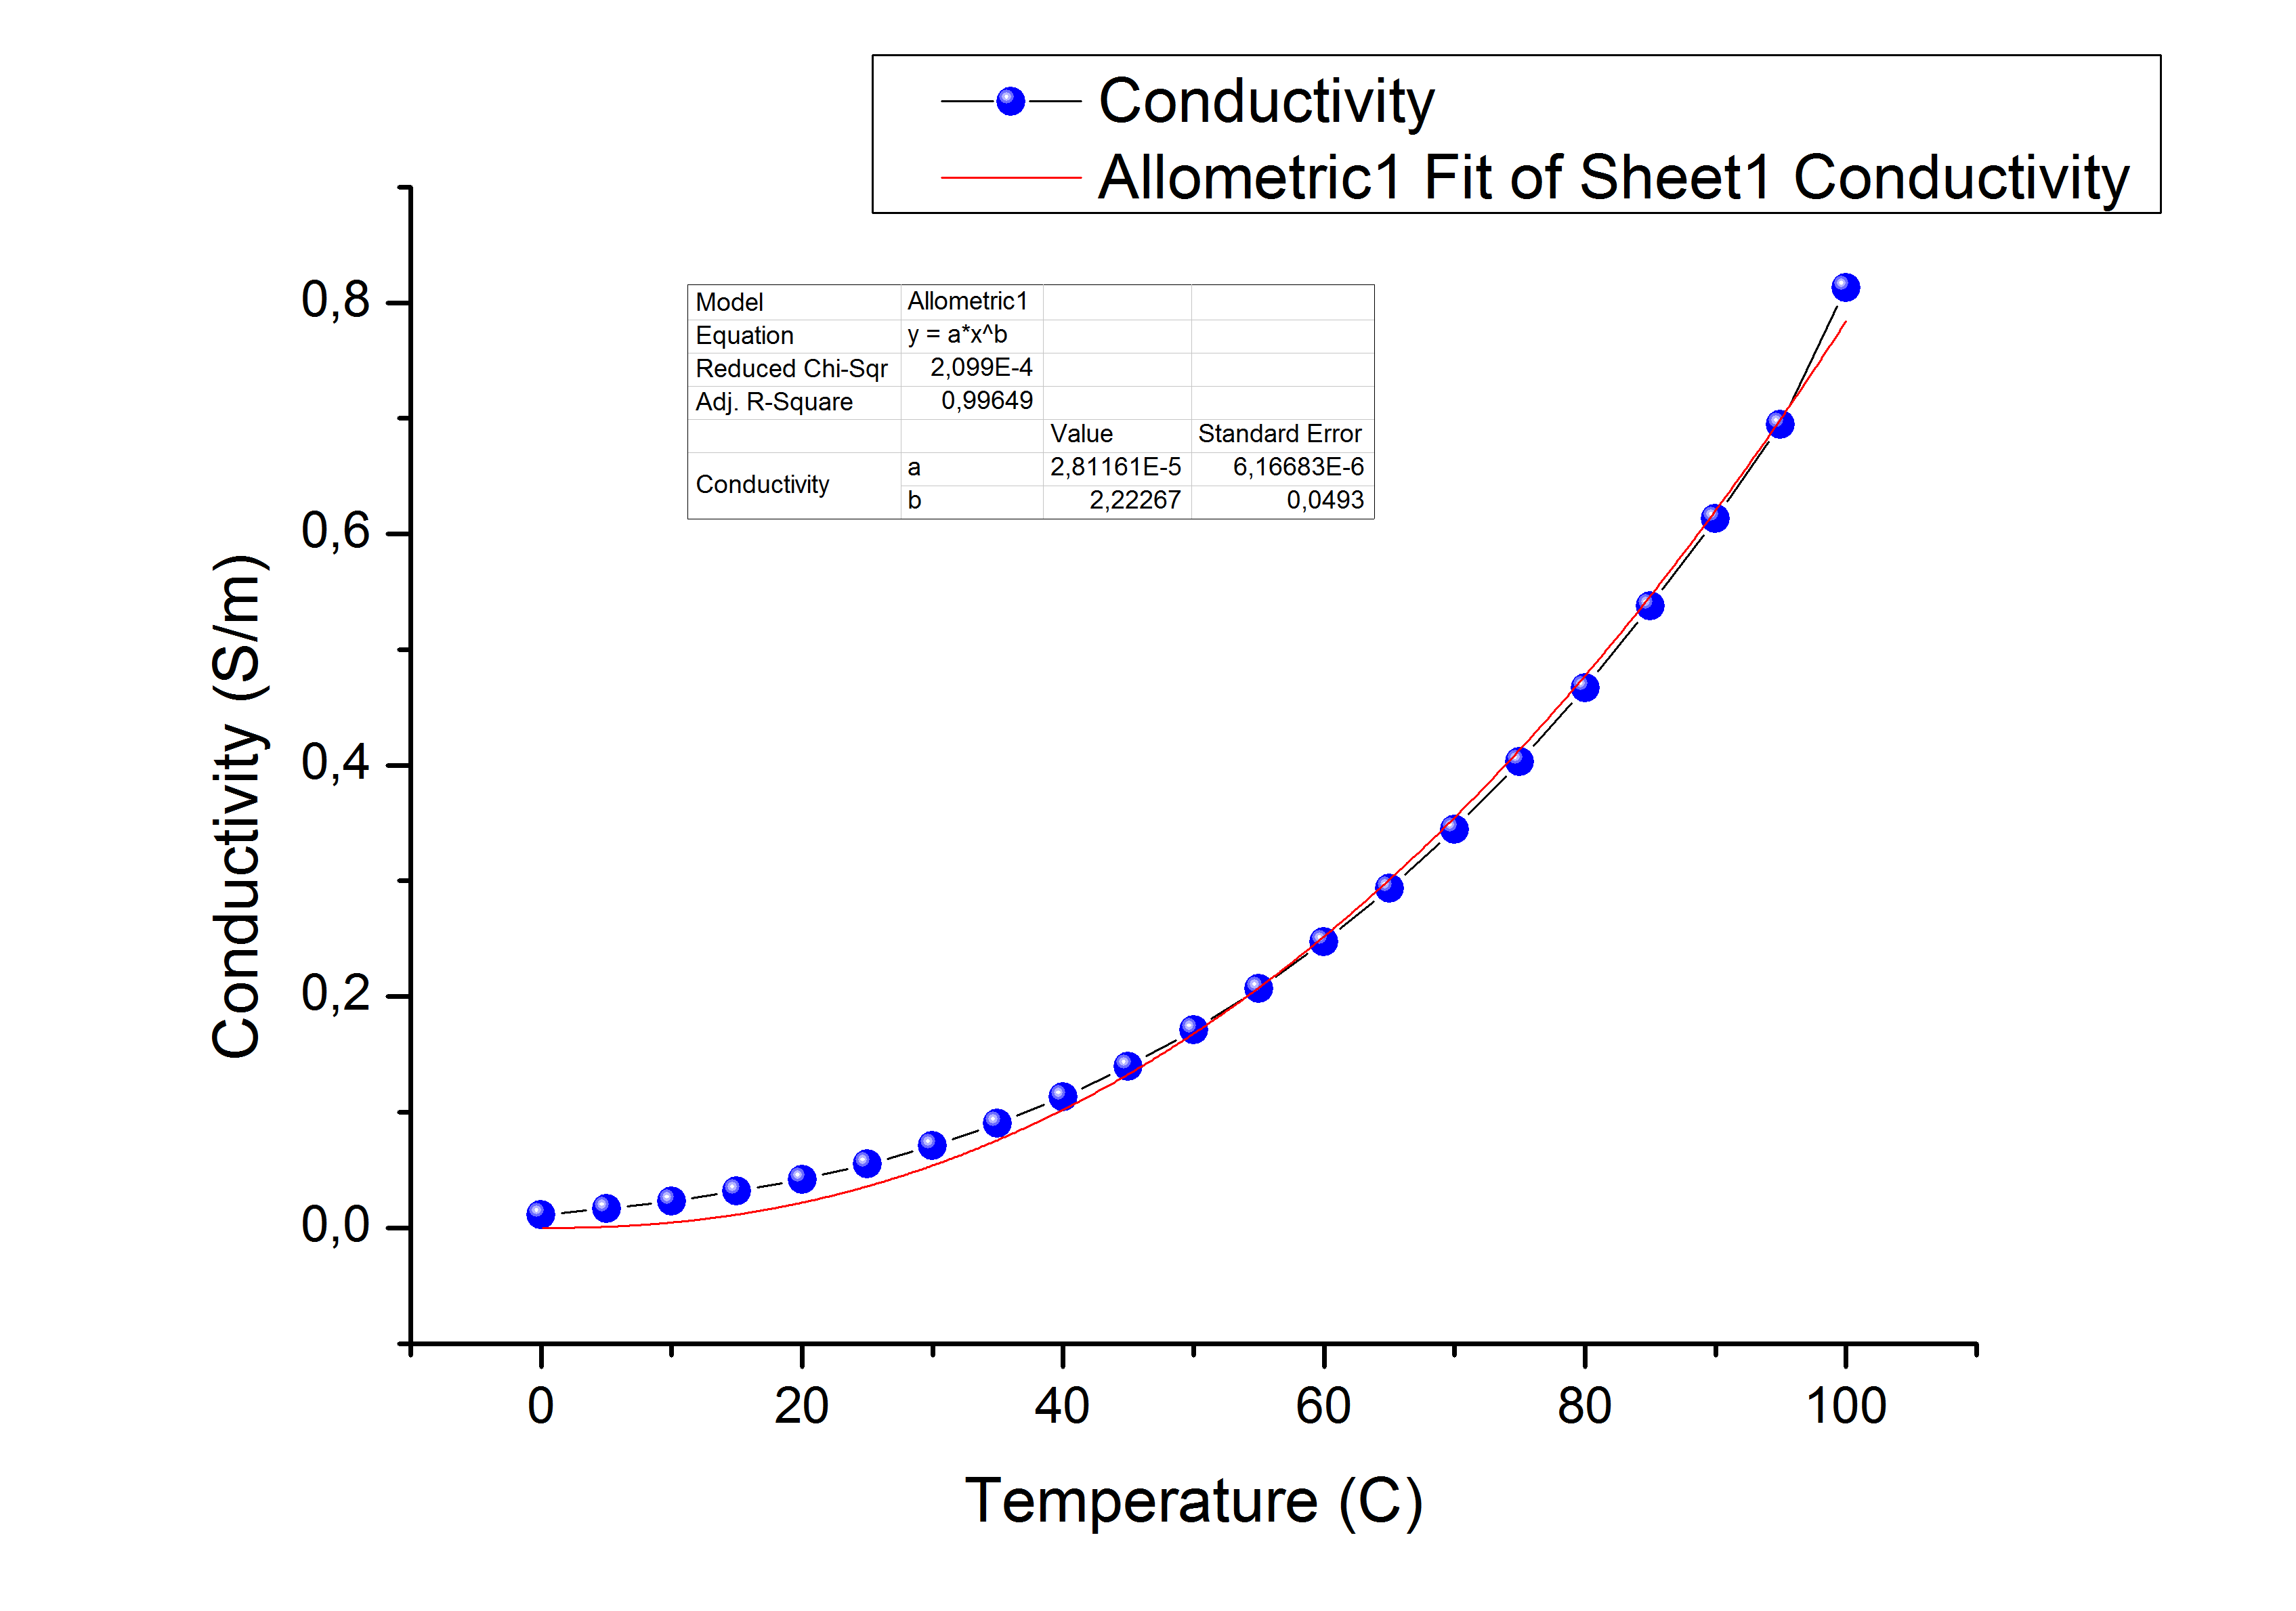 Conductivity
Allometric1 Fit of Sheet1 Conductivity
Model Allometric1
Equation y = a*x^b
Reduced Chi-Sqr 2,099E-4
Adj. R-Square 0,99649
Value Standard Error
Conductivity a 2,81161E-5 6,16683E-6
b 2,22267 0,0493
0,8
0,6
0,4
0,2
0,0
Conductivity (S/m)
0 20 40 60 80 100
Temperature (C)